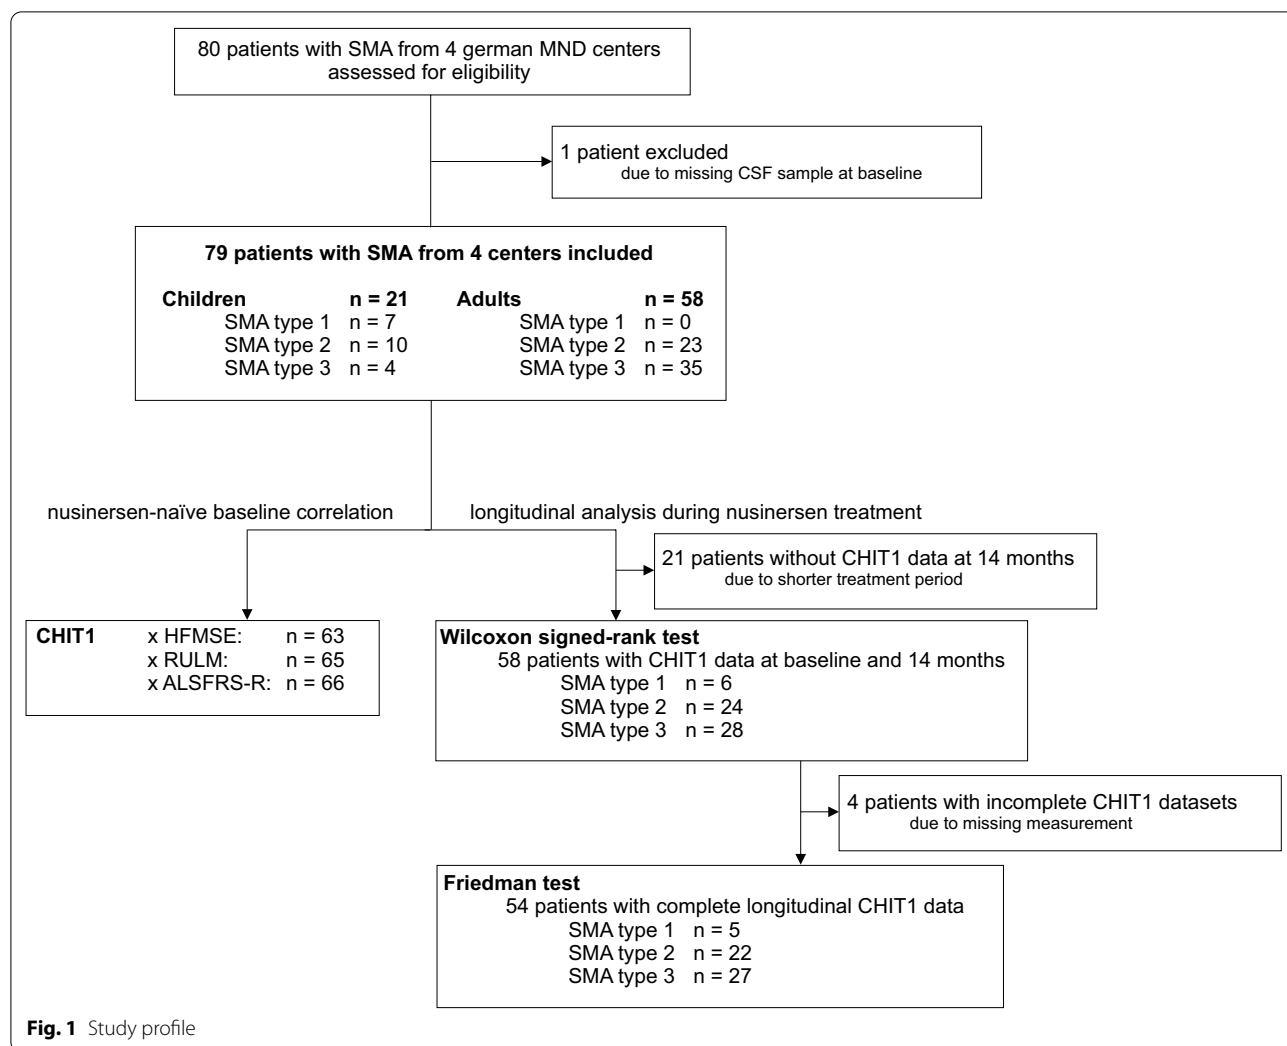 80 patients with SMA from 4 german MND centers
assessed for eligibility
1 patient excluded
due to missing CSF sample at baseline
79 patients with SMA from 4 centers included
Children n = 21 Adults n = 58
SMA type 1 n = 7 SMA type 1 n = 0
SMA type 2 n = 10 SMA type 2 n = 23
SMA type 3 n = 4 SMA type 3 n = 35
nusinersen-naïve baseline correlation
longitudinal analysis during nusinersen treatment
21 patients without CHIT1 data at 14 months
due to shorter treatment period
CHIT1 x HFMSE: n = 63
x RULM: n = 65
x ALSFRS-R: n = 66
Wilcoxon signed-rank test
58 patients with CHIT1 data at baseline and 14 months
SMA type 1 n = 6
SMA type 2 n = 24
SMA type 3 n = 28
4 patients with incomplete CHIT1 datasets
due to missing measurement
Friedman test
54 patients with complete longitudinal CHIT1 data
SMA type 1 n = 5
SMA type 2 n = 22
SMA type 3 n = 27
Fig. 1 Study profile